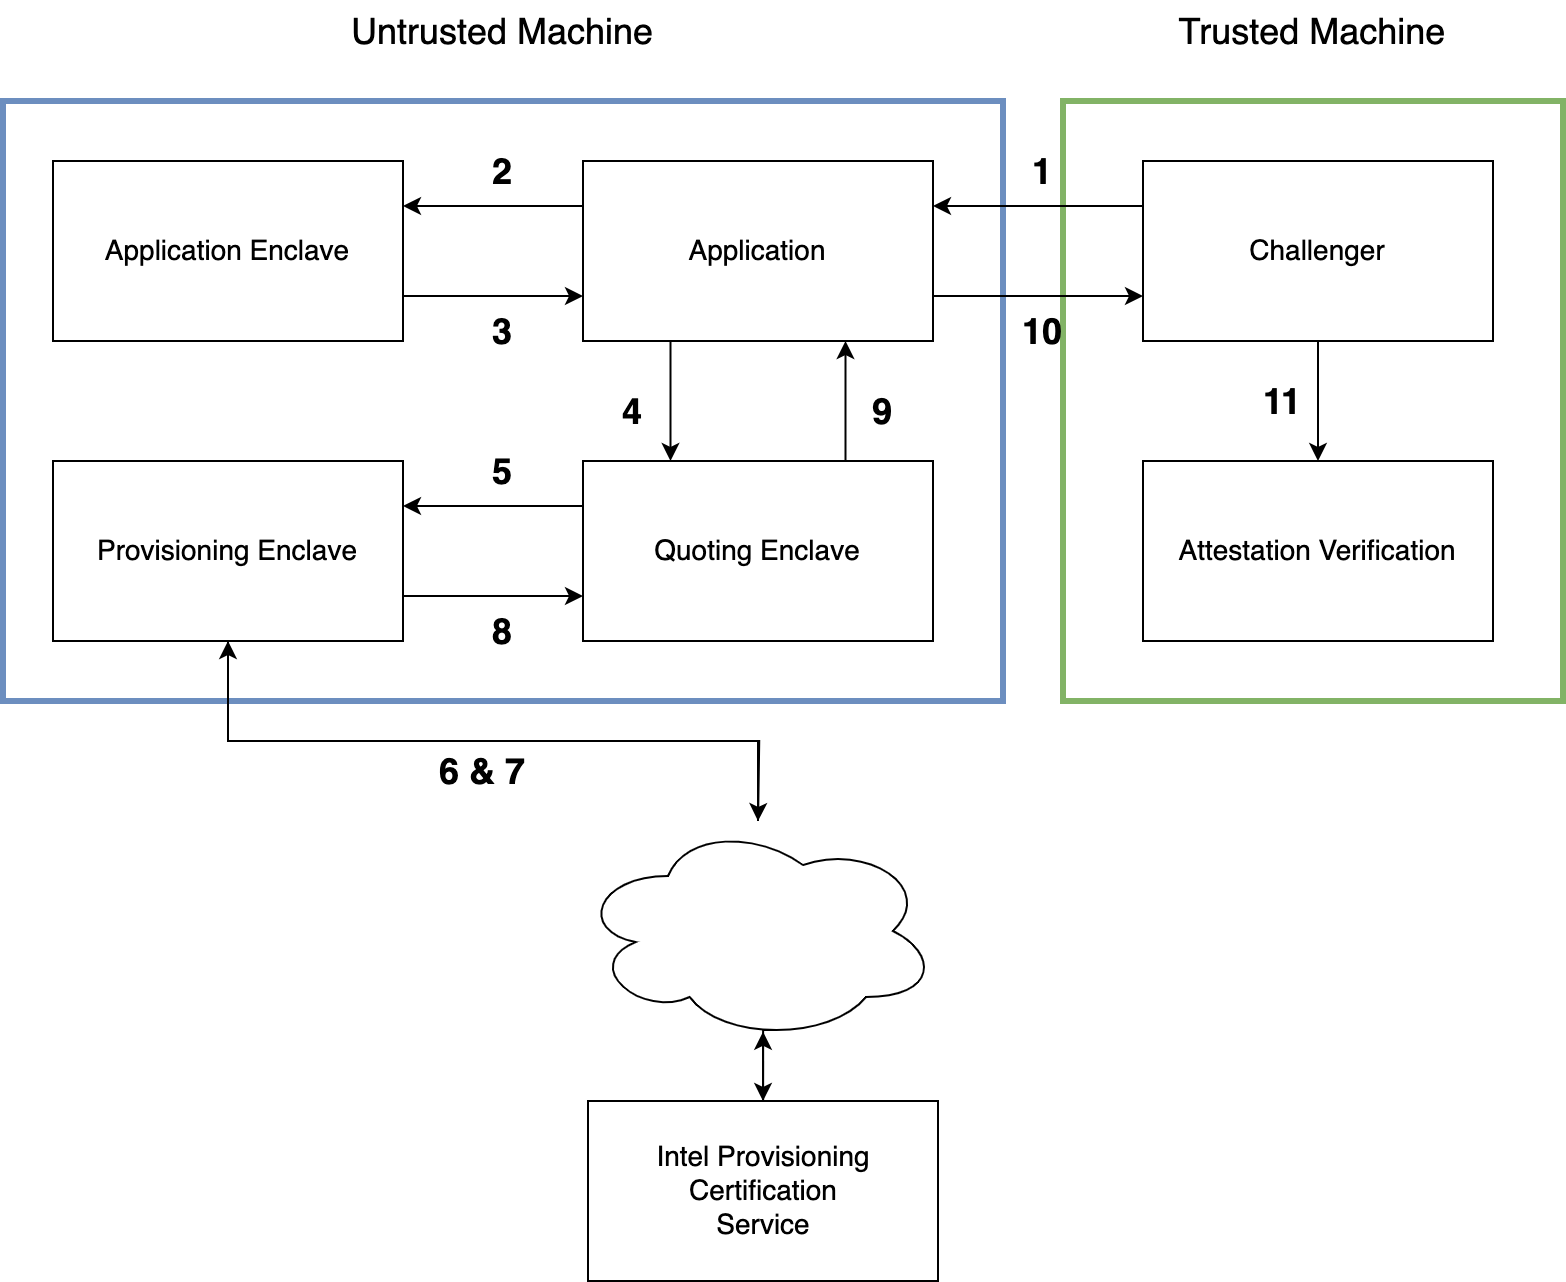 Untrusted Machine
Trusted Machine
2
1
Application Enclave
Application
Challenger
3
10
4
9
11
5
Provisioning Enclave
Quoting Enclave
Attestation Verification
8
6 & 7
Intel Provisioning
Certification
Service